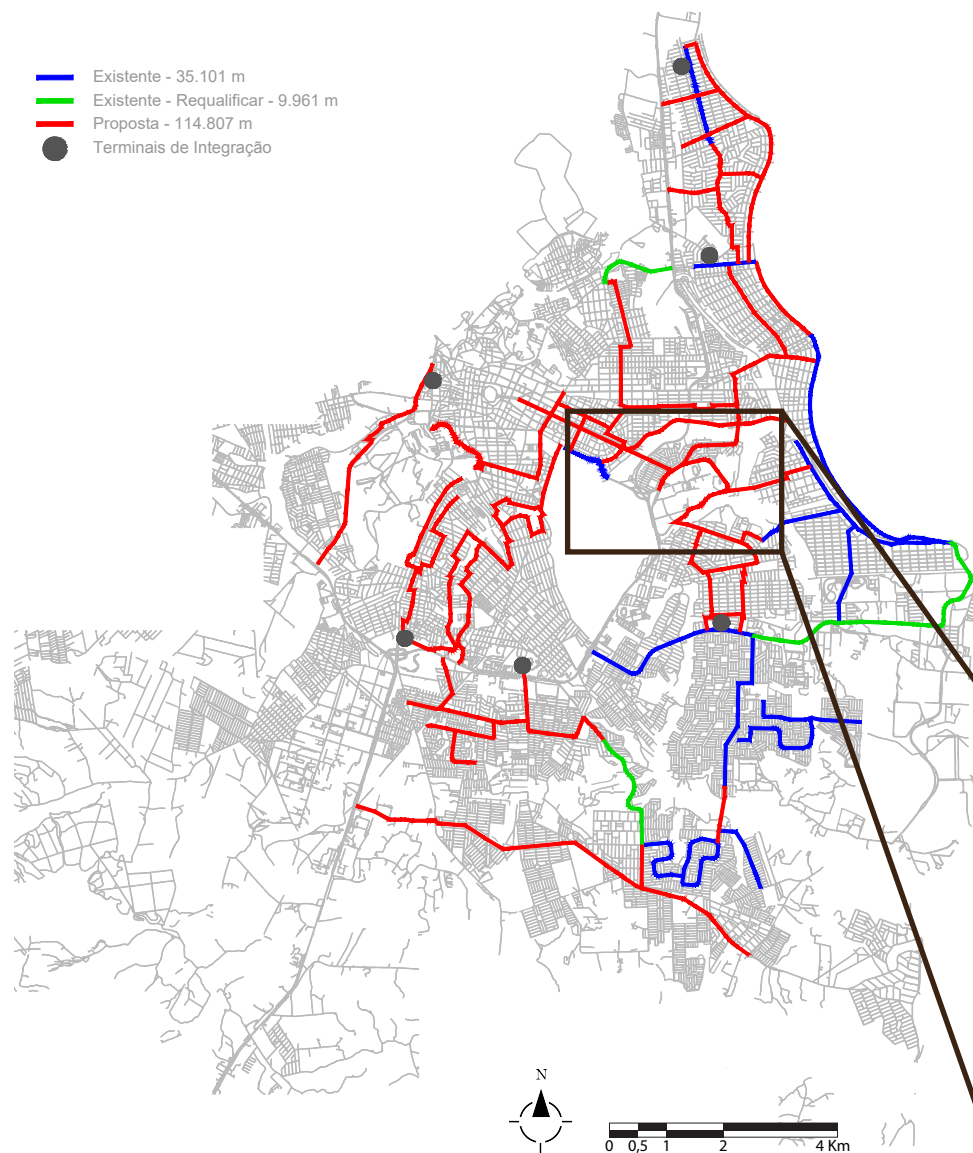 Existente - 35.101 m
Existente - Requalificar - 9.961 m
Proposta - 114.807 m
Terminais de Integração
N
0 0,5 1 2 4 Km